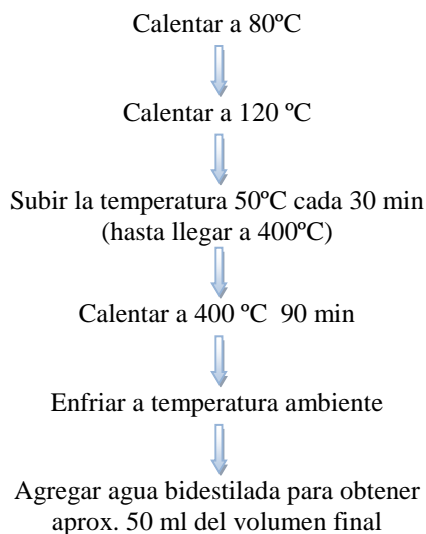 Calentar a 80ºC
Calentar a 120 ºC
Subir la temperatura 50ºC cada 30 min
(hasta llegar a 400ºC)
Calentar a 400 ºC  90 min
Enfriar a temperatura ambiente
Agregar agua bidestilada para obtener
aprox. 50 ml del volumen final